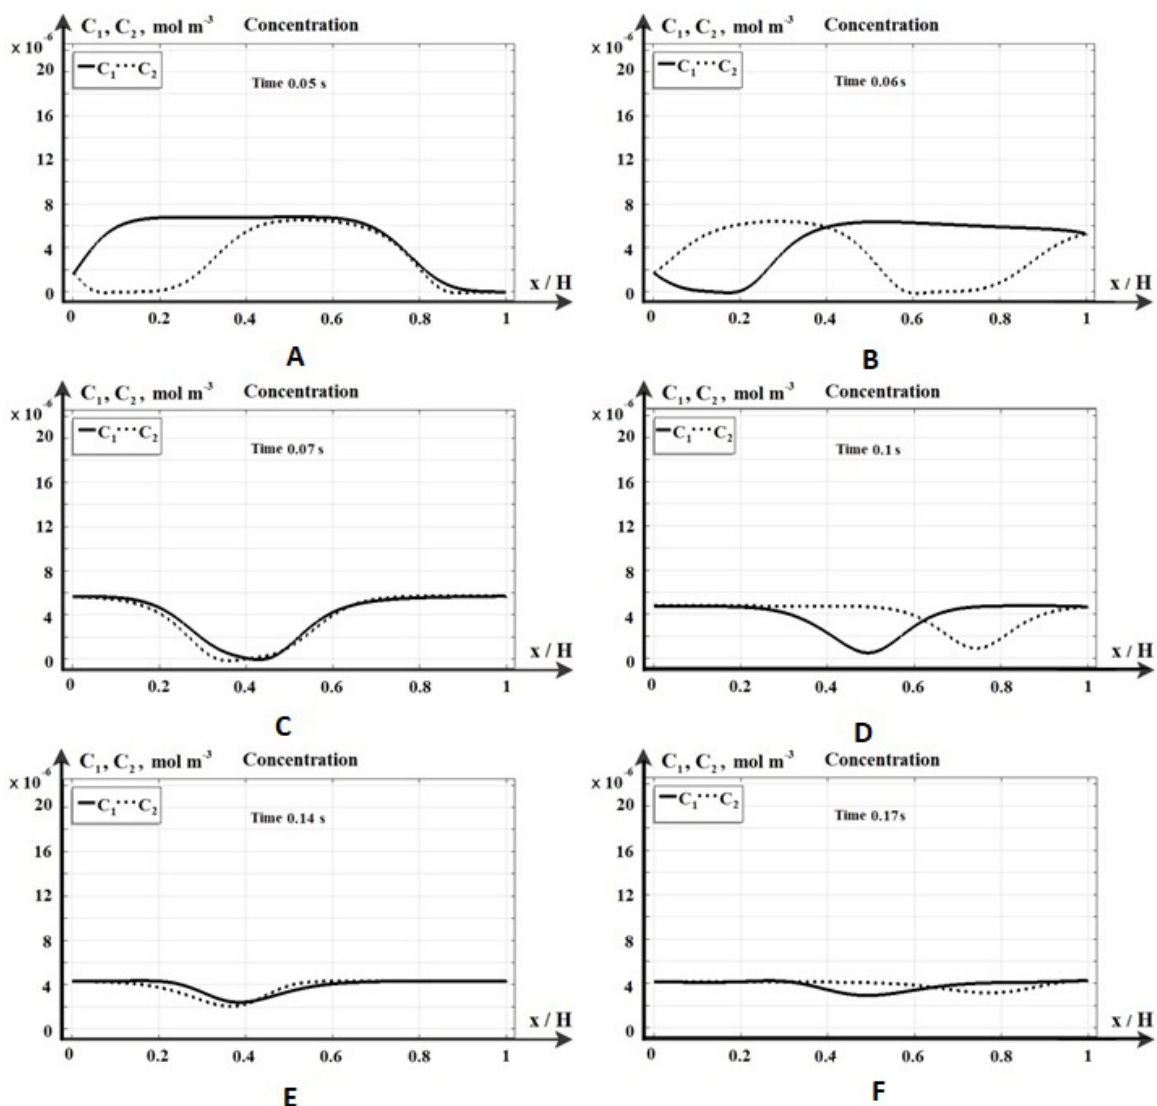 C₁, C₂, mol m⁻³ Concentration
x 10⁻⁶
20
16
12
8
4
0
C₁ C₂
Time 0.05 s
x / H
0 0.2 0.4 0.6 0.8 1
A
C₁, C₂, mol m⁻³ Concentration
x 10⁻⁶
20
16
12
8
4
0
C₁ C₂
Time 0.06s
x / H
0 0.2 0.4 0.6 0.8 1
B
C₁, C₂, mol m⁻³ Concentration
x 10⁻⁶
20
16
12
8
4
0
C₁ C₂
Time 0.07 s
x / H
0 0.2 0.4 0.6 0.8 1
C
C₁, C₂, mol m⁻³ Concentration
x 10⁻⁶
20
16
12
8
4
0
C₁ C₂
Time 0.1 s
x / H
0 0.2 0.4 0.6 0.8 1
D
C₁, C₂, mol m⁻³ Concentration
x 10⁻⁶
20
16
12
8
4
0
C₁ C₂
Time 0.14 s
x / H
0 0.2 0.4 0.6 0.8 1
E
C₁, C₂, mol m⁻³ Concentration
x 10⁻⁶
20
16
12
8
4
0
C₁ C₂
Time 0.17s
x / H
0 0.2 0.4 0.6 0.8 1
F